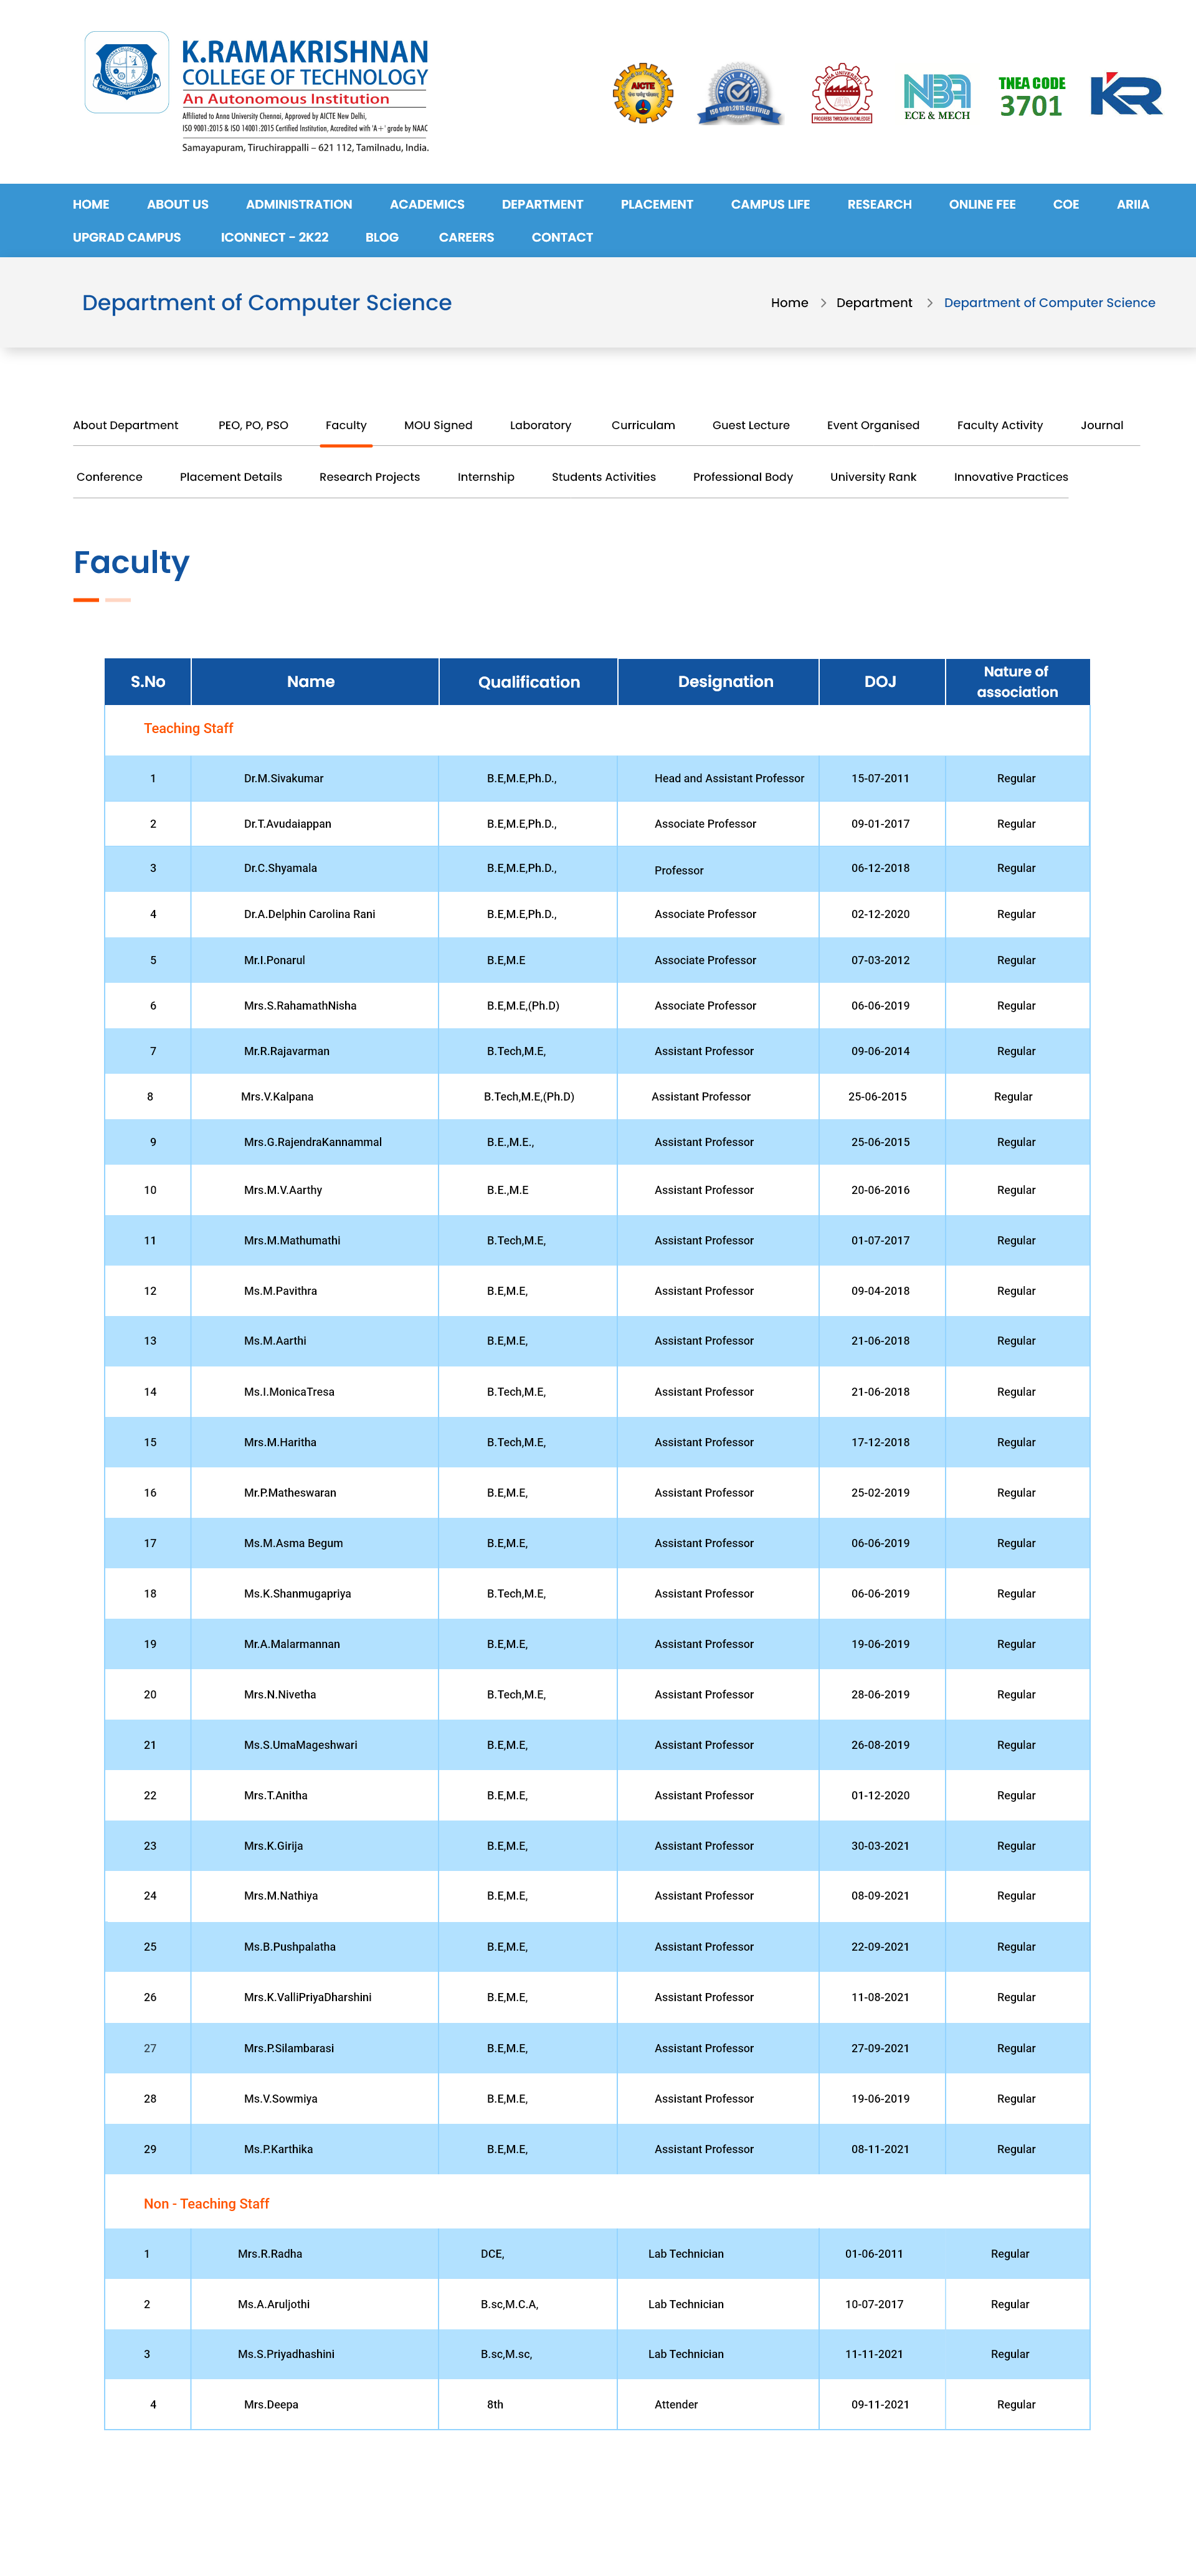 K.RAMAKRISHNAN
COLLEGE OF TECHNOLOGY
An Autonomous Institution
Affiliated to Anna University Chennai, Approved by AICTE New Delhi,
ISO 9001:2015 & ISO 14001:2015 Certified Institution, Accredited with 'A+' grade by NAAC
Samayapuram, Tiruchirappalli – 621 112, Tamilnadu, India.
AICTE
ISO 9001:2015 CERTIFIED
PROGRESS THROUGH KNOWLEDGE
NBA
ECE & MECH
TNEA CODE
3701
KR
HOME ABOUT US ADMINISTRATION ACADEMICS DEPARTMENT PLACEMENT CAMPUS LIFE RESEARCH ONLINE FEE COE ARIIA
UPGRAD CAMPUS ICONNECT - 2K22 BLOG CAREERS CONTACT
Department of Computer Science
Home > Department > Department of Computer Science
About Department PEO, PO, PSO Faculty MOU Signed Laboratory Curriculam Guest Lecture Event Organised Faculty Activity Journal
Conference Placement Details Research Projects Internship Students Activities Professional Body University Rank Innovative Practices
Faculty
S.No Name Qualification Designation DOJ Nature of association
Teaching Staff
1 Dr.M.Sivakumar B.E,M.E,Ph.D., Head and Assistant Professor 15-07-2011 Regular
2 Dr.T.Avudaiappan B.E,M.E,Ph.D., Associate Professor 09-01-2017 Regular
3 Dr.C.Shyamala B.E,M.E,Ph.D., Professor 06-12-2018 Regular
4 Dr.A.Delphin Carolina Rani B.E,M.E,Ph.D., Associate Professor 02-12-2020 Regular
5 Mr.I.Ponarul B.E,M.E Associate Professor 07-03-2012 Regular
6 Mrs.S.RahamathNisha B.E,M.E,(Ph.D) Associate Professor 06-06-2019 Regular
7 Mr.R.Rajavarman B.Tech,M.E, Assistant Professor 09-06-2014 Regular
8 Mrs.V.Kalpana B.Tech,M.E,(Ph.D) Assistant Professor 25-06-2015 Regular
9 Mrs.G.RajendraKannammal B.E.,M.E., Assistant Professor 25-06-2015 Regular
10 Mrs.M.V.Aarthy B.E.,M.E Assistant Professor 20-06-2016 Regular
11 Mrs.M.Mathumathi B.Tech,M.E, Assistant Professor 01-07-2017 Regular
12 Ms.M.Pavithra B.E,M.E, Assistant Professor 09-04-2018 Regular
13 Ms.M.Aarthi B.E,M.E, Assistant Professor 21-06-2018 Regular
14 Ms.I.MonicaTresa B.Tech,M.E, Assistant Professor 21-06-2018 Regular
15 Mrs.M.Haritha B.Tech,M.E, Assistant Professor 17-12-2018 Regular
16 Mr.P.Matheswaran B.E,M.E, Assistant Professor 25-02-2019 Regular
17 Ms.M.Asma Begum B.E,M.E, Assistant Professor 06-06-2019 Regular
18 Ms.K.Shanmugapriya B.Tech,M.E, Assistant Professor 06-06-2019 Regular
19 Mr.A.Malarmannan B.E,M.E, Assistant Professor 19-06-2019 Regular
20 Mrs.N.Nivetha B.Tech,M.E, Assistant Professor 28-06-2019 Regular
21 Ms.S.UmaMageshwari B.E,M.E, Assistant Professor 26-08-2019 Regular
22 Mrs.T.Anitha B.E,M.E, Assistant Professor 01-12-2020 Regular
23 Mrs.K.Girija B.E,M.E, Assistant Professor 30-03-2021 Regular
24 Mrs.M.Nathiya B.E,M.E, Assistant Professor 08-09-2021 Regular
25 Ms.B.Pushpalatha B.E,M.E, Assistant Professor 22-09-2021 Regular
26 Mrs.K.ValliPriyaDharshini B.E,M.E, Assistant Professor 11-08-2021 Regular
27 Mrs.P.Silambarasi B.E,M.E, Assistant Professor 27-09-2021 Regular
28 Ms.V.Sowmiya B.E,M.E, Assistant Professor 19-06-2019 Regular
29 Ms.P.Karthika B.E,M.E, Assistant Professor 08-11-2021 Regular
Non - Teaching Staff
1 Mrs.R.Radha DCE, Lab Technician 01-06-2011 Regular
2 Ms.A.Aruljothi B.sc,M.C.A, Lab Technician 10-07-2017 Regular
3 Ms.S.Priyadhashini B.sc,M.sc, Lab Technician 11-11-2021 Regular
4 Mrs.Deepa 8th Attender 09-11-2021 Regular